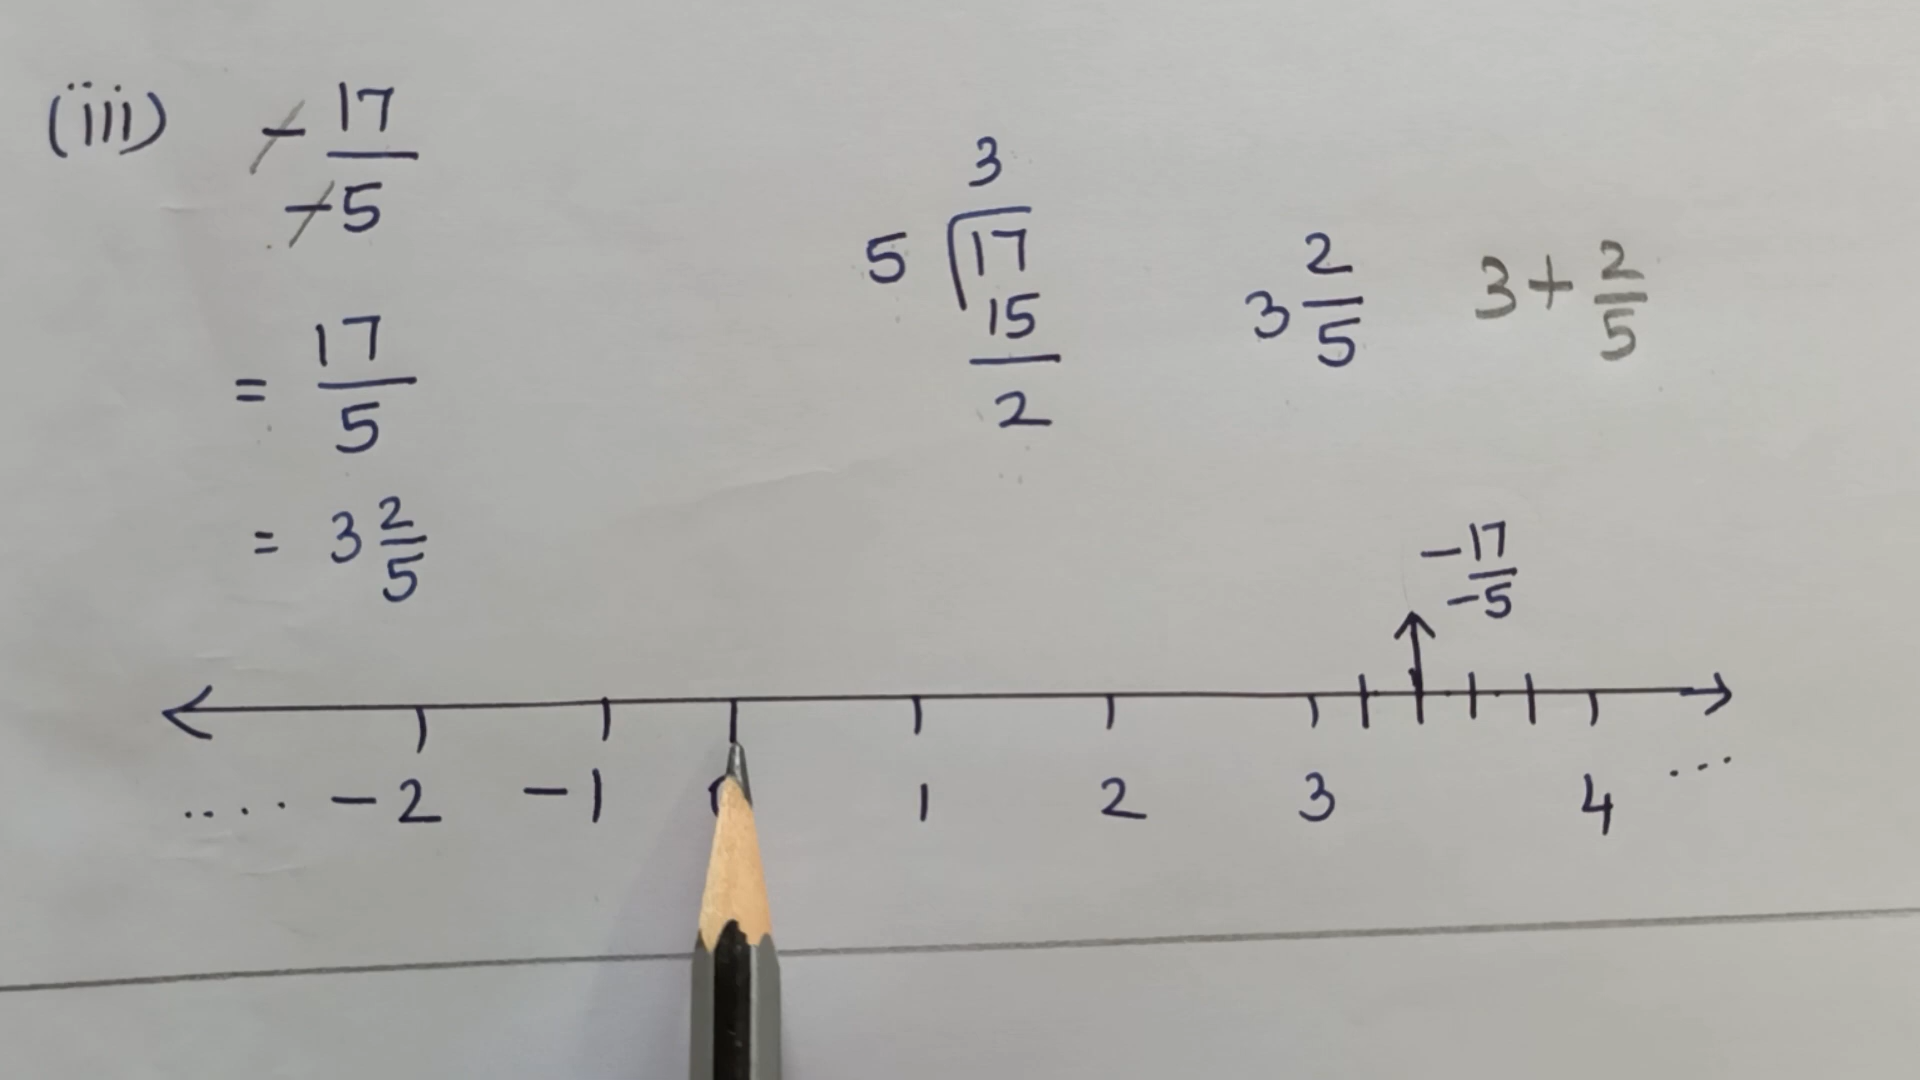 (iii) -17/-5
= 17/5
= 3 2/5
3
5 17
15
2
3 2/5
3 + 2/5
-17/-5
.... -2 -1 0 1 2 3 4 ...